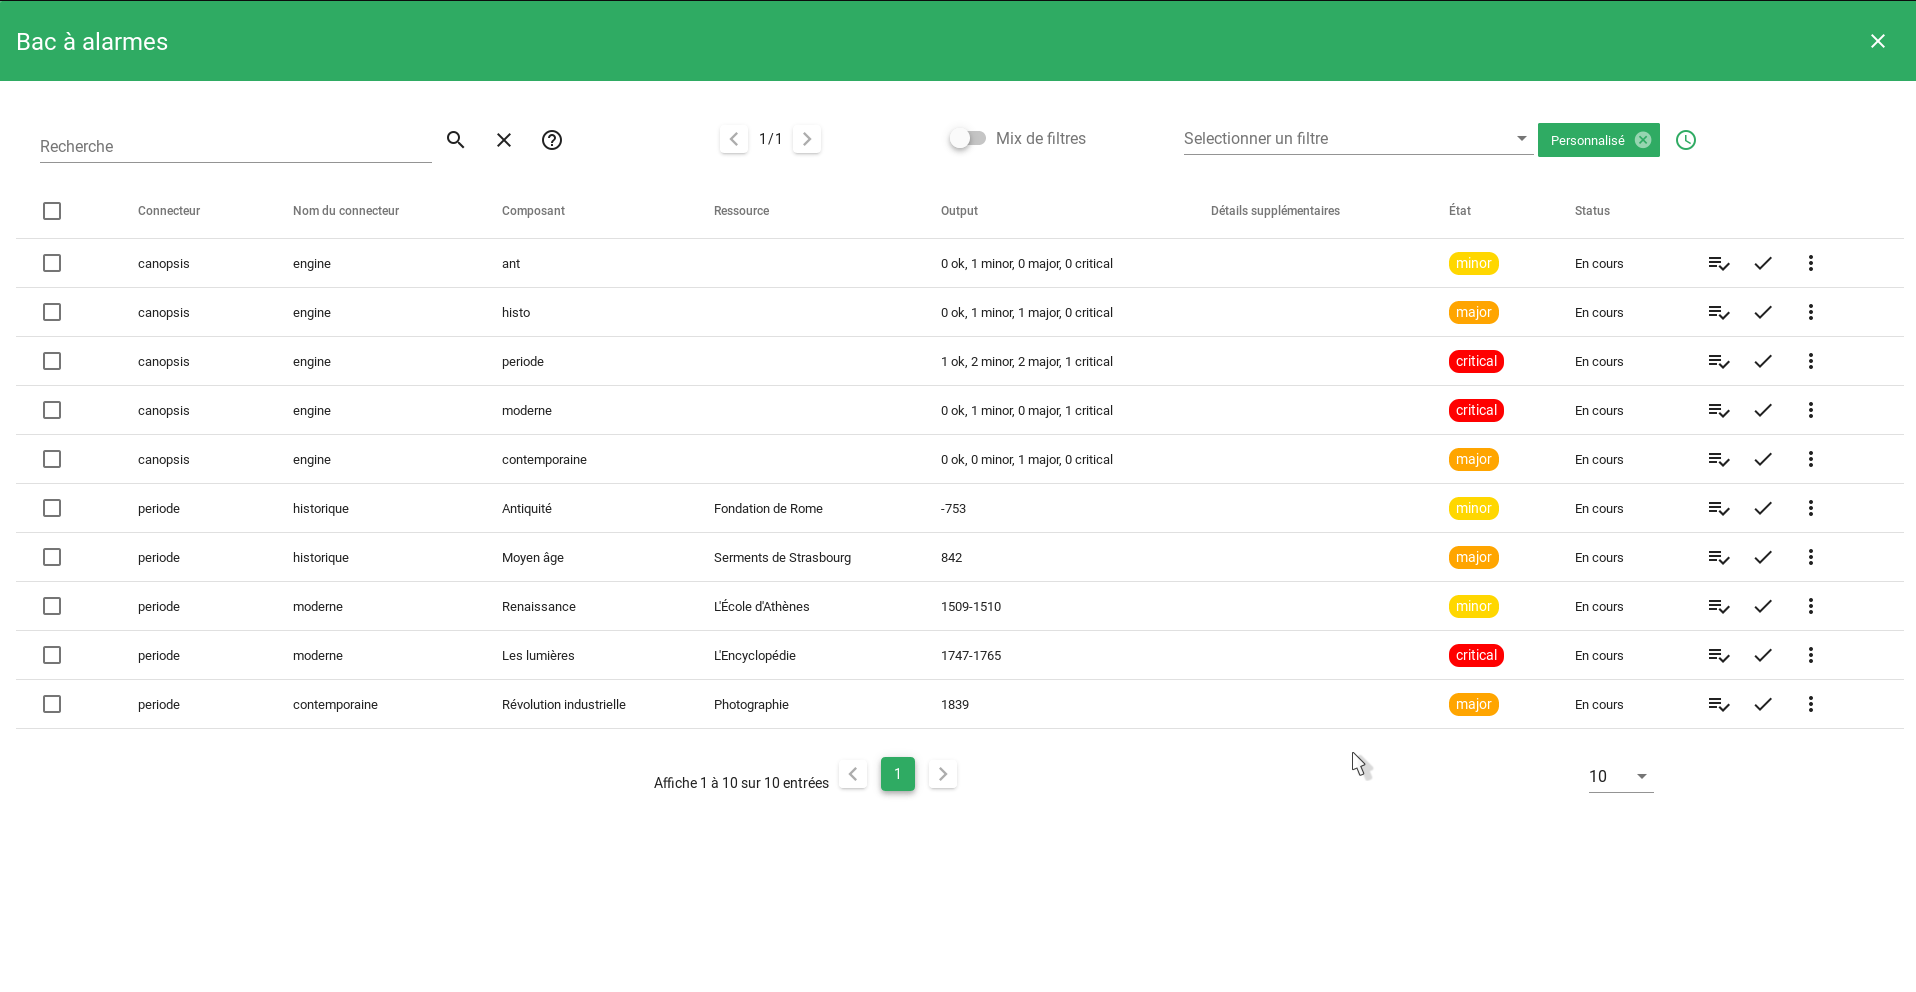 Bac à alarmes
Recherche 1/1 Mix de filtres Selectionner un filtre Personnalisé
Connecteur Nom du connecteur Composant Ressource Output Détails supplémentaires État Status
canopsis engine ant 0 ok, 1 minor, 0 major, 0 critical minor En cours
canopsis engine histo 0 ok, 1 minor, 1 major, 0 critical major En cours
canopsis engine periode 1 ok, 2 minor, 2 major, 1 critical critical En cours
canopsis engine moderne 0 ok, 1 minor, 0 major, 1 critical critical En cours
canopsis engine contemporaine 0 ok, 0 minor, 1 major, 0 critical major En cours
periode historique Antiquité Fondation de Rome -753 minor En cours
periode historique Moyen âge Serments de Strasbourg 842 major En cours
periode moderne Renaissance L'École d'Athènes 1509-1510 minor En cours
periode moderne Les lumières L'Encyclopédie 1747-1765 critical En cours
periode contemporaine Révolution industrielle Photographie 1839 major En cours
Affiche 1 à 10 sur 10 entrées 1 10